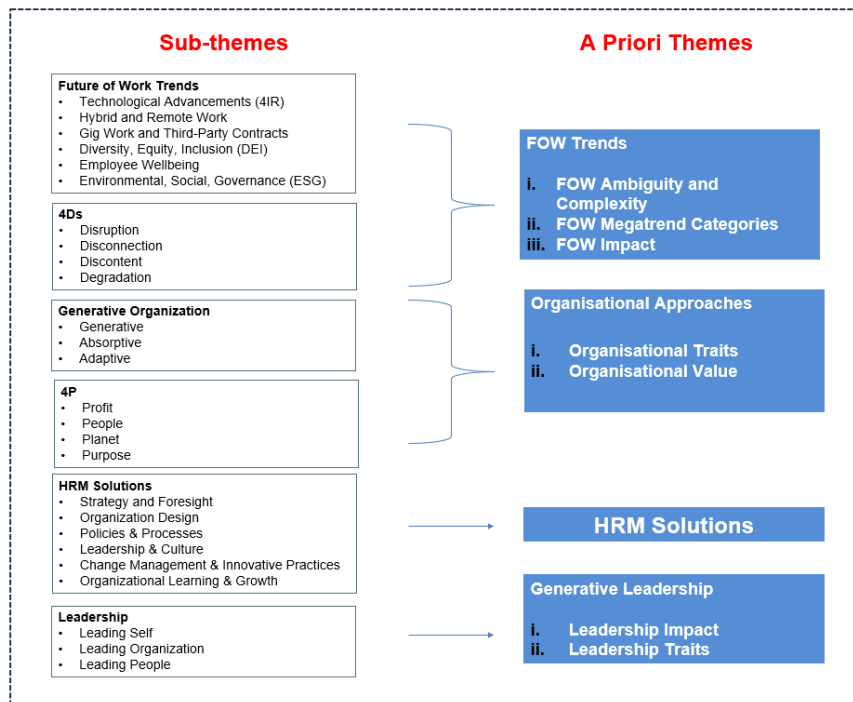 Sub-themes
A Priori Themes
Future of Work Trends
• Technological Advancements (4IR)
• Hybrid and Remote Work
• Gig Work and Third-Party Contracts
• Diversity, Equity, Inclusion (DEI)
• Employee Wellbeing
• Environmental, Social, Governance (ESG)
4Ds
• Disruption
• Disconnection
• Discontent
• Degradation
FOW Trends
i. FOW Ambiguity and
Complexity
ii. FOW Megatrend Categories
iii. FOW Impact
Generative Organization
• Generative
• Absorptive
• Adaptive
4P
• Profit
• People
• Planet
• Purpose
Organisational Approaches
i. Organisational Traits
ii. Organisational Value
HRM Solutions
• Strategy and Foresight
• Organization Design
• Policies & Processes
• Leadership & Culture
• Change Management & Innovative Practices
• Organizational Learning & Growth
HRM Solutions
Leadership
• Leading Self
• Leading Organization
• Leading People
Generative Leadership
i. Leadership Impact
ii. Leadership Traits